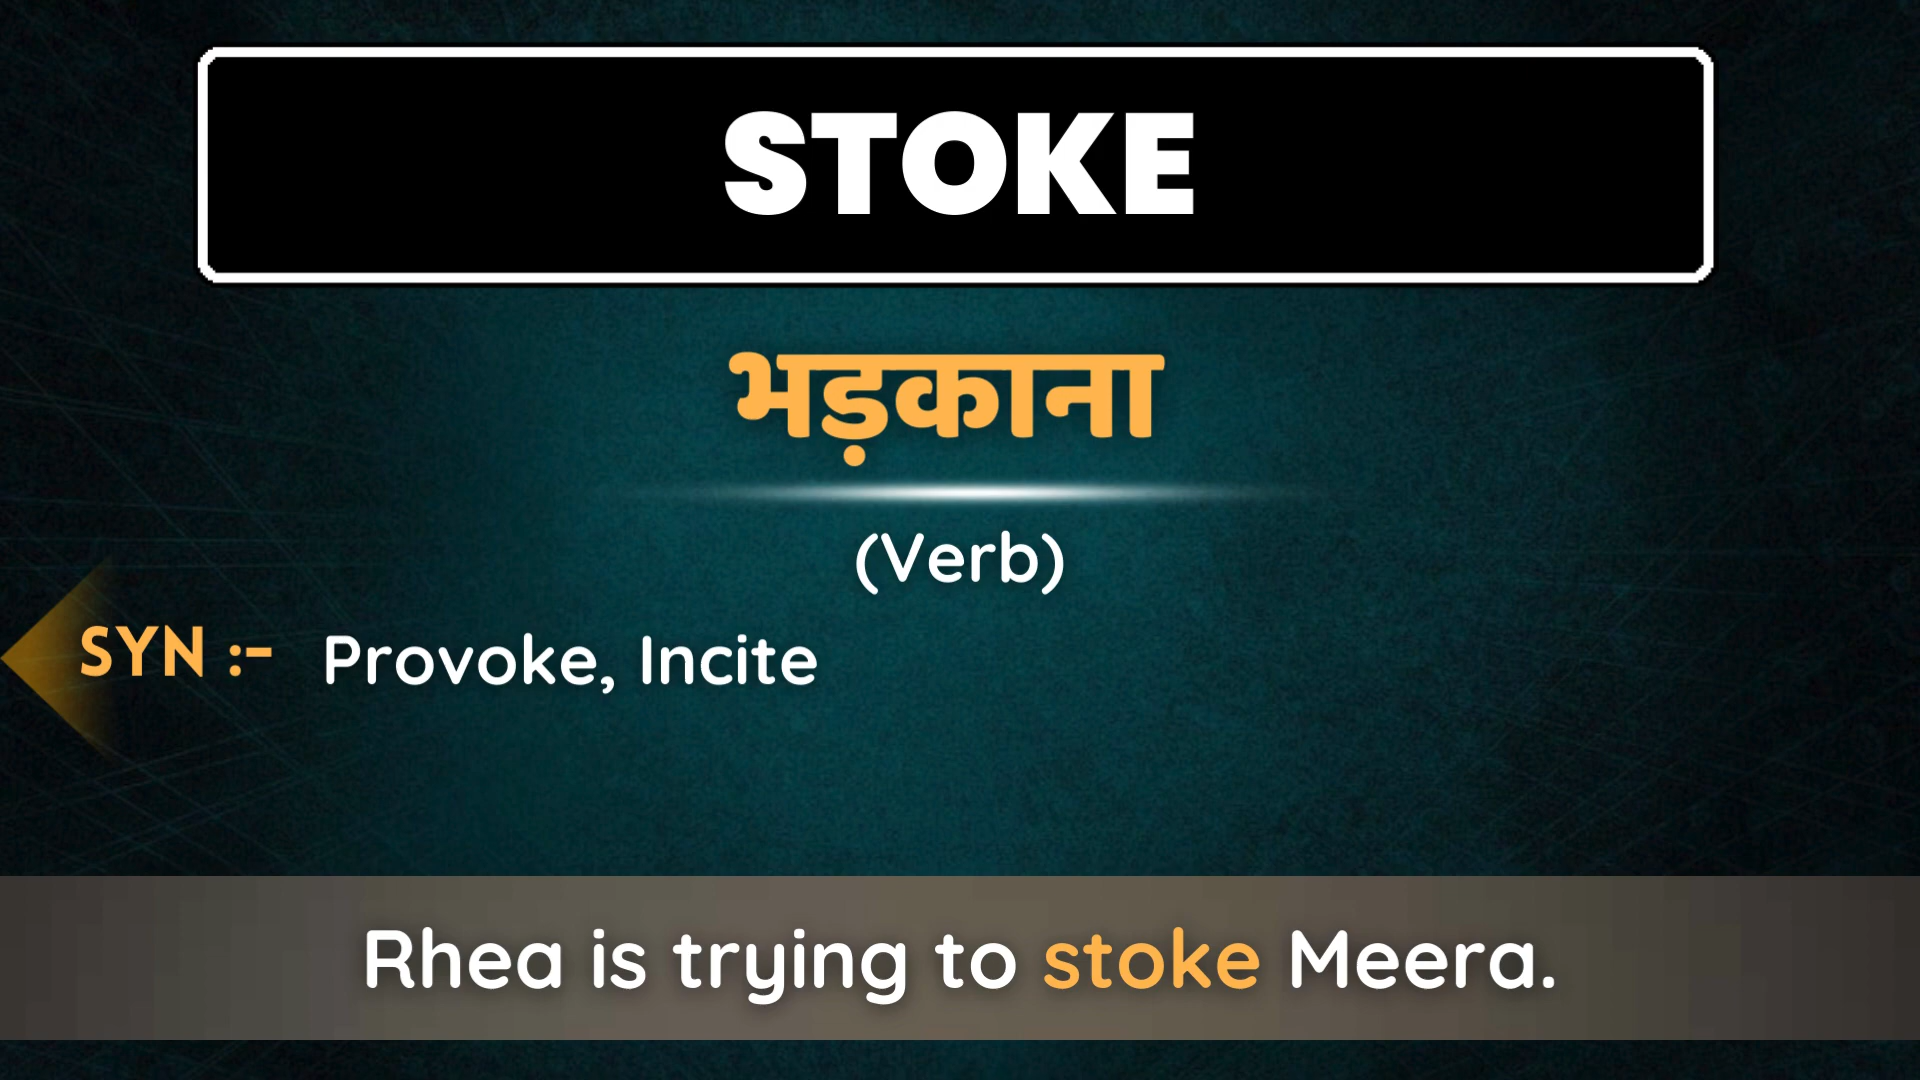 STOKE
भड़काना
(Verb)
SYN :- Provoke, Incite
Rhea is trying to stoke Meera.